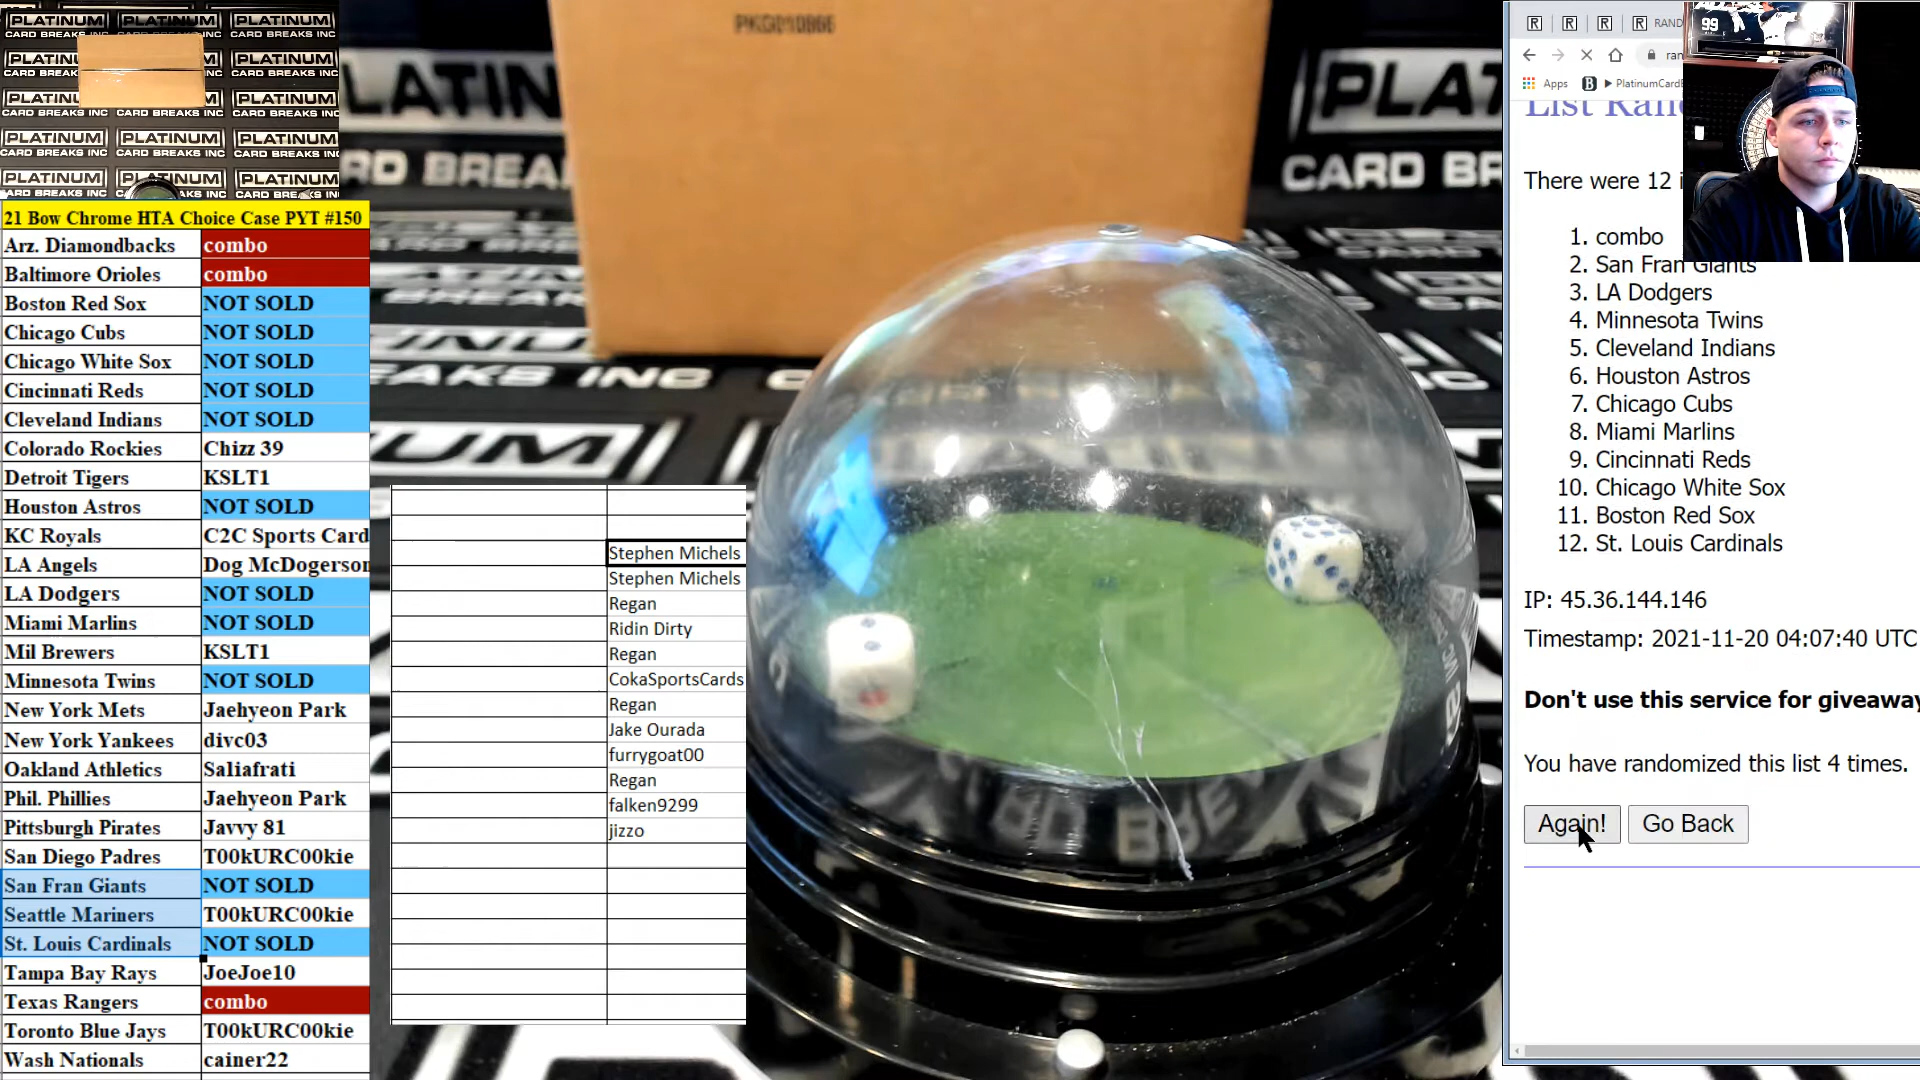 21 Bow Chrome HTA Choice Case PYT #150
Arz. Diamondbacks combo
Baltimore Orioles combo
Boston Red Sox NOT SOLD
Chicago Cubs NOT SOLD
Chicago White Sox NOT SOLD
Cincinnati Reds NOT SOLD
Cleveland Indians NOT SOLD
Colorado Rockies Chizz 39
Detroit Tigers KSLT1
Houston Astros NOT SOLD
KC Royals C2C Sports Card
LA Angels Dog McDogerson
LA Dodgers NOT SOLD
Miami Marlins NOT SOLD
Mil Brewers KSLT1
Minnesota Twins NOT SOLD
New York Mets Jaehyeon Park
New York Yankees divc03
Oakland Athletics Saliafrati
Phil. Phillies Jaehyeon Park
Pittsburgh Pirates Javvy 81
San Diego Padres T00kURC00kie
San Fran Giants NOT SOLD
Seattle Mariners T00kURC00kie
St. Louis Cardinals NOT SOLD
Tampa Bay Rays JoeJoe10
Texas Rangers combo
Toronto Blue Jays T00kURC00kie
Wash Nationals cainer22
Stephen Michels
Stephen Michels
Regan
Ridin Dirty
Regan
CokaSportsCards
Regan
Jake Ourada
furrygoat00
Regan
falken9299
jizzo
PLATINUM
CARD BREAKS INC
RAND
ran
Apps PlatinumCardB
List Ran
There were 12 i
1. combo
2. San Fran Giants
3. LA Dodgers
4. Minnesota Twins
5. Cleveland Indians
6. Houston Astros
7. Chicago Cubs
8. Miami Marlins
9. Cincinnati Reds
10. Chicago White Sox
11. Boston Red Sox
12. St. Louis Cardinals
IP: 45.36.144.146
Timestamp: 2021-11-20 04:07:40 UTC
Don't use this service for giveaway
You have randomized this list 4 times.
Again! Go Back
99